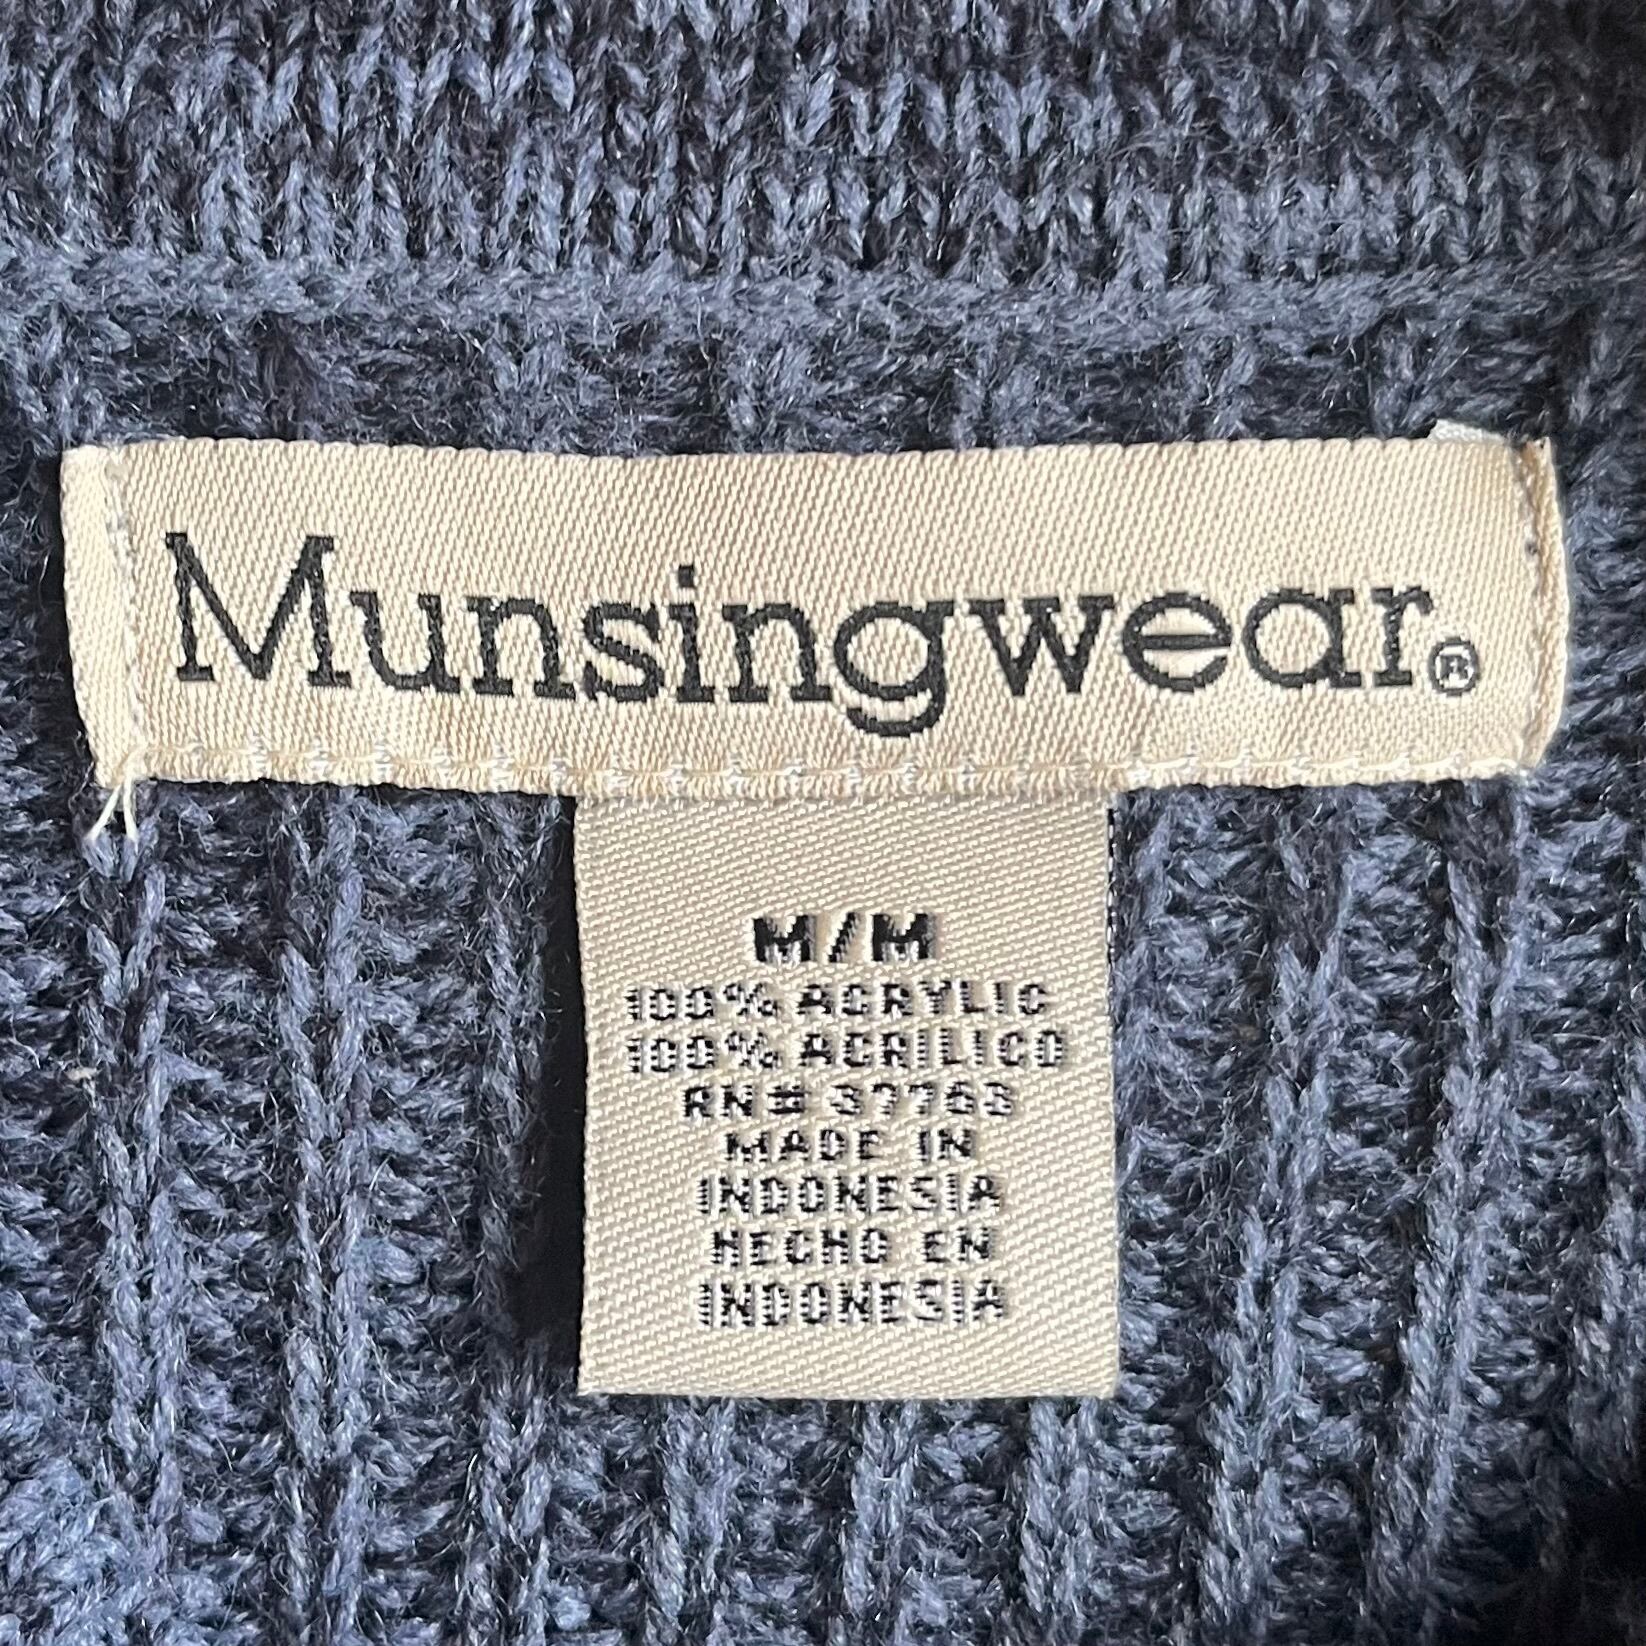 Munsingwear®
M/M
100% ACRYLIC
100% ACRILICO
RN# 37763
MADE IN
INDONESIA
HECHO EN
INDONESIA